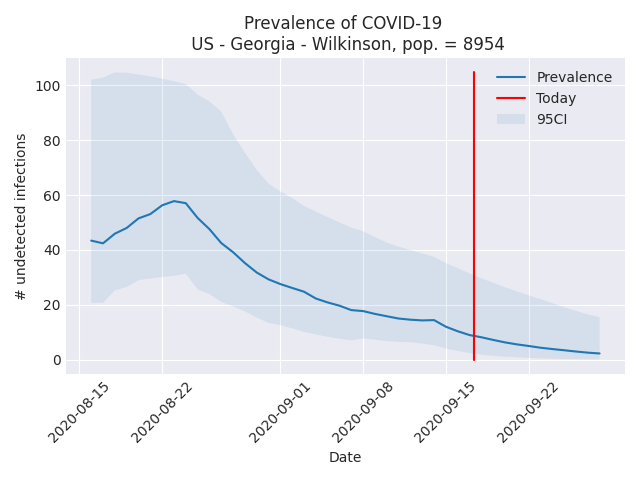 Prevalence of COVID-19
US - Georgia - Wilkinson, pop. = 8954
Prevalence
Today
95CI
# undetected infections
100
80
60
40
20
0
2020-08-15
2020-08-22
2020-09-01
2020-09-08
2020-09-15
2020-09-22
Date